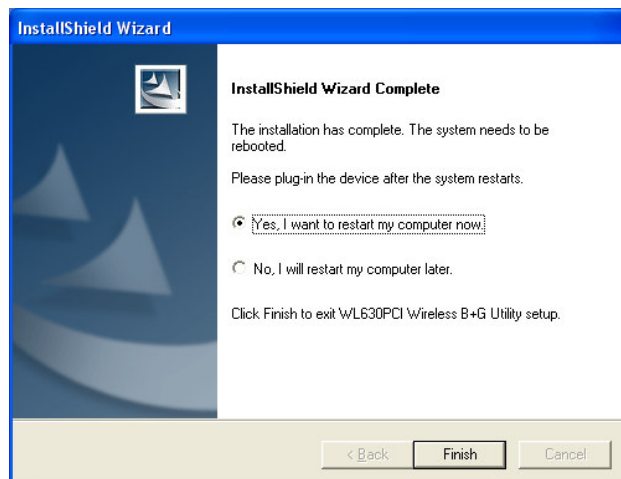 InstallShield Wizard
InstallShield Wizard Complete
The installation has complete. The system needs to be
rebooted.
Please plug-in the device after the system restarts.
Yes, I want to restart my computer now.
No, I will restart my computer later.
Click Finish to exit WL630PCI Wireless B+G Utility setup.
< Back
Finish
Cancel